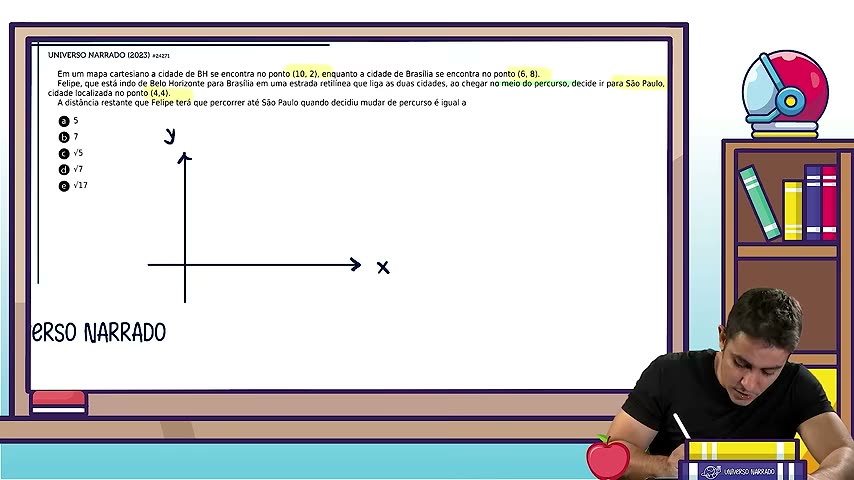 UNIVERSO NARRADO (2023) #24271
Em um mapa cartesiano a cidade de BH se encontra no ponto (10, 2), enquanto a cidade de Brasília se encontra no ponto (6, 8).
Felipe, que está indo de Belo Horizonte para Brasília em uma estrada retilínea que liga as duas cidades, ao chegar no meio do percurso, decide ir para São Paulo,
cidade localizada no ponto (4,4).
A distância restante que Felipe terá que percorrer até São Paulo quando decidiu mudar de percurso é igual a
a 5
b 7
c √5
d √7
e √17
y
x
ERSO NARRADO
UNIVERSO NARRADO